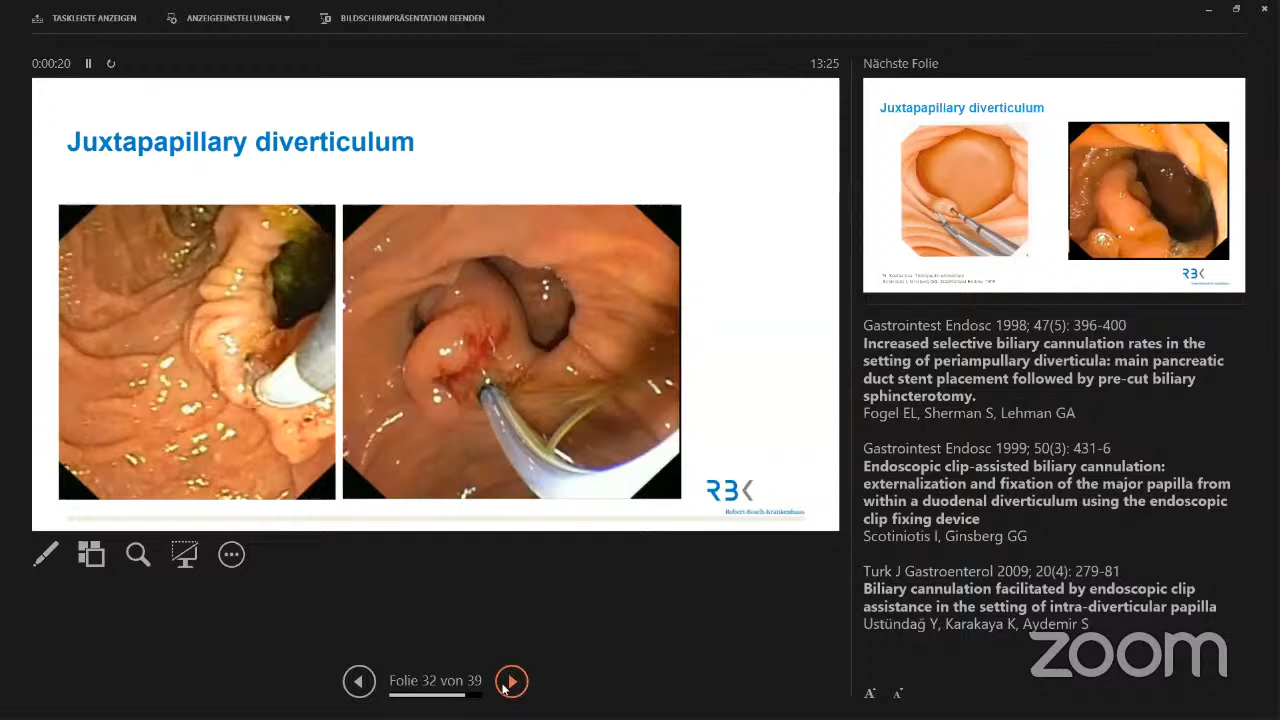 TASKLEISTE ANZEIGEN
ANZEIGEEINSTELLUNGEN
BILDSCHIRMPRÄSENTATION BEENDEN
0:00:20
13:25
Juxtapapillary diverticulum
RBK
Robert-Bosch-Krankenhaus
Folie 32 von 39
Nächste Folie
Juxtapapillary diverticulum
RBK
Gastrointest Endosc 1998; 47(5): 396-400
Increased selective biliary cannulation rates in the
setting of periampullary diverticula: main pancreatic
duct stent placement followed by pre-cut biliary
sphincterotomy.
Fogel EL, Sherman S, Lehman GA
Gastrointest Endosc 1999; 50(3): 431-6
Endoscopic clip-assisted biliary cannulation:
externalization and fixation of the major papilla from
within a duodenal diverticulum using the endoscopic
clip fixing device
Scotiniotis I, Ginsberg GG
Turk J Gastroenterol 2009; 20(4): 279-81
Biliary cannulation facilitated by endoscopic clip
assistance in the setting of intra-diverticular papilla
Ustündağ Y, Karakaya K, Aydemir S
zoom
A A